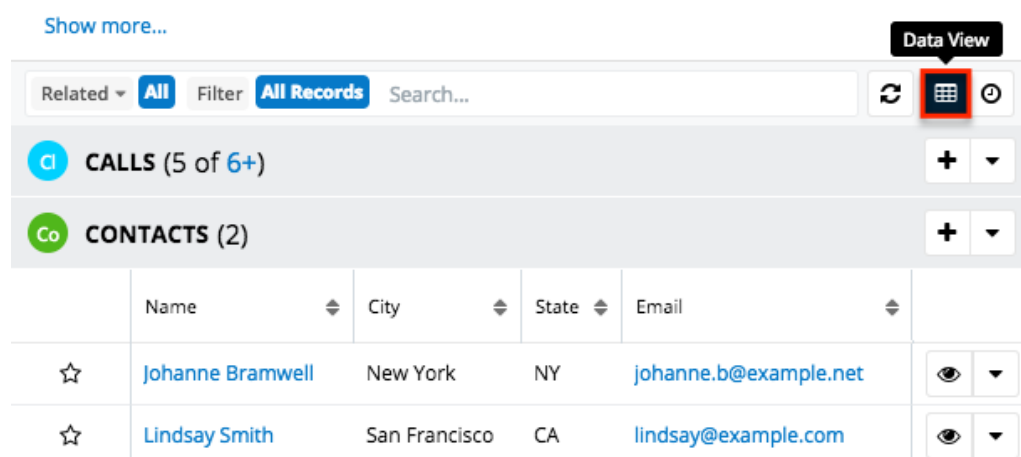 Show more...
Data View
Related All Filter All Records Search...
Cl CALLS (5 of 6+)
Co CONTACTS (2)
Name City State Email
Johanne Bramwell New York NY johanne.b@example.net
Lindsay Smith San Francisco CA lindsay@example.com